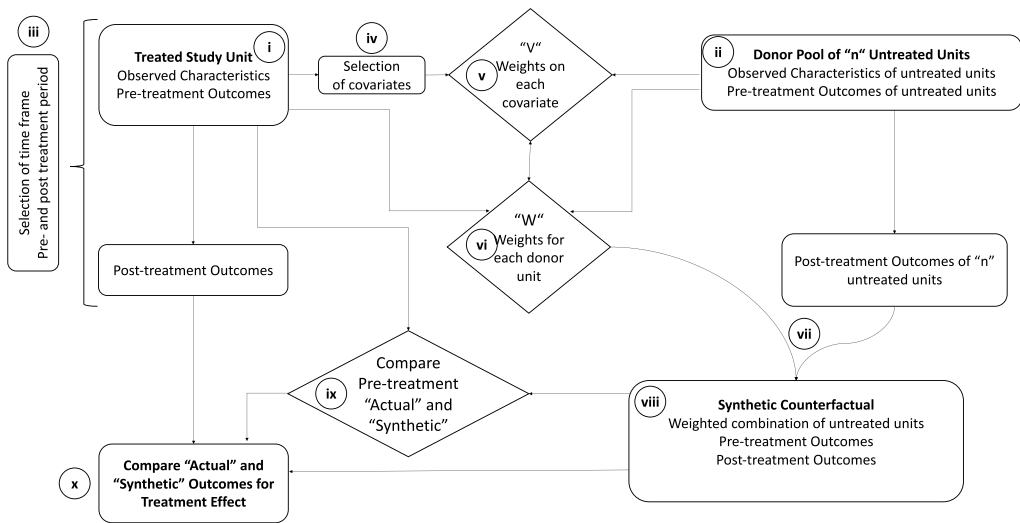 iii
Selection of time frame
Pre- and post treatment period
i
Treated Study Unit
Observed Characteristics
Pre-treatment Outcomes
iv
Selection
of covariates
“V“
v
Weights on
each
covariate
ii
Donor Pool of “n“ Untreated Units
Observed Characteristics of untreated units
Pre-treatment Outcomes of untreated units
“W“
vi
Weights for
each donor
unit
Post-treatment Outcomes
Post-treatment Outcomes of “n”
untreated units
vii
ix
Compare
Pre-treatment
“Actual” and
“Synthetic”
viii
Synthetic Counterfactual
Weighted combination of untreated units
Pre-treatment Outcomes
Post-treatment Outcomes
x
Compare “Actual” and
“Synthetic” Outcomes for
Treatment Effect